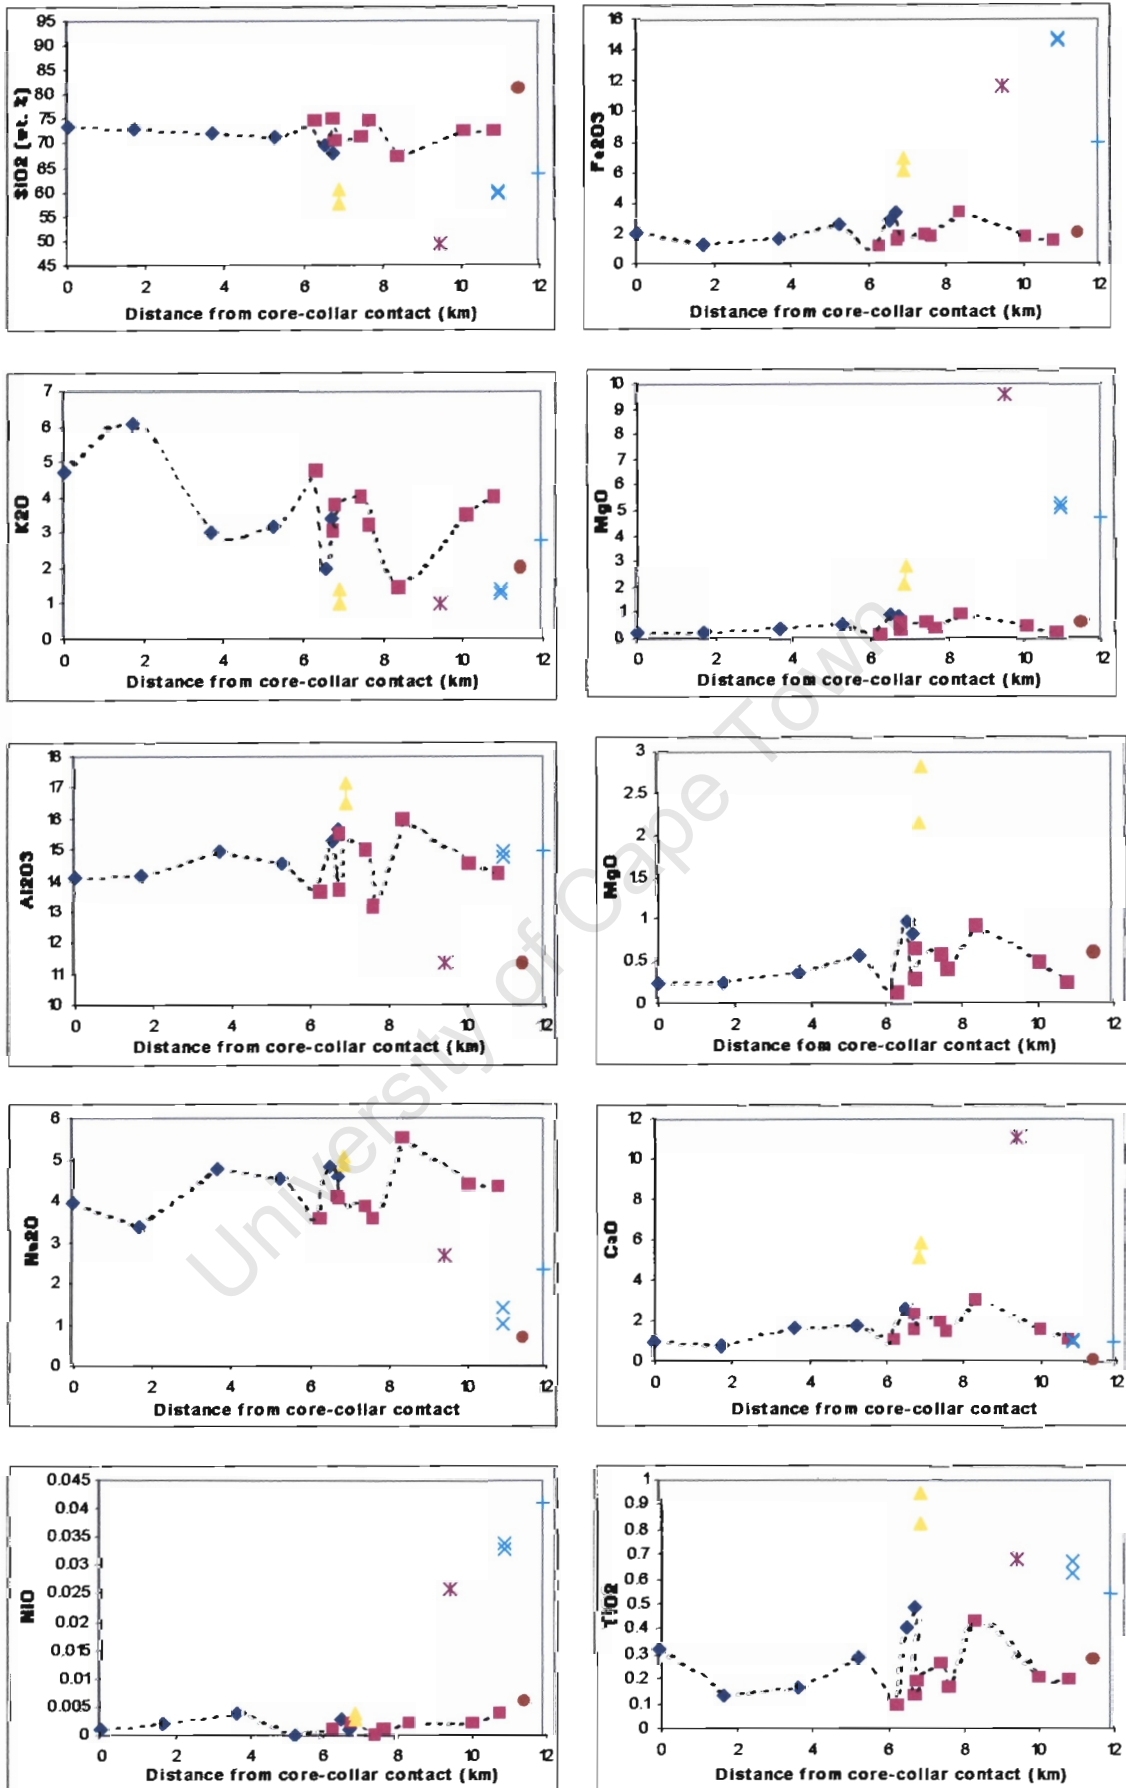 95
90
85
80
75
70
65
60
55
50
45
SiO2 (wt. %)
0 2 4 6 8 10 12
Distance from core-collar contact (km)
16
14
12
10
8
6
4
2
0
Fe2O3
0 2 4 6 8 10 12
Distance from core-collar contact (km)
7
6
5
4
3
2
1
0
K2O
0 2 4 6 8 10 12
Distance from core-collar contact (km)
10
9
8
7
6
5
4
3
2
1
0
MgO
0 2 4 6 8 10 12
Distance fom core-collar contact (km)
18
17
16
15
14
13
12
11
10
Al2O3
0 2 4 6 8 10 12
Distance from core-collar contact (km)
3
2.5
2
1.5
1
0.5
0
MgO
0 2 4 6 8 10 12
Distance fom core-collar contact (km)
6
5
4
3
2
1
0
Na2O
0 2 4 6 8 10 12
Distance from core-collar contact
12
10
8
6
4
2
0
CaO
0 2 4 6 8 10 12
Distance from core-collar contact
0.045
0.04
0.035
0.03
0.025
0.02
0.015
0.01
0.005
0
NiO
0 2 4 6 8 10 12
Distance from core-collar contact (km)
1
0.9
0.8
0.7
0.6
0.5
0.4
0.3
0.2
0.1
0
TiO2
0 2 4 6 8 10 12
Distance from core-collar contact (km)
University of Cape Town